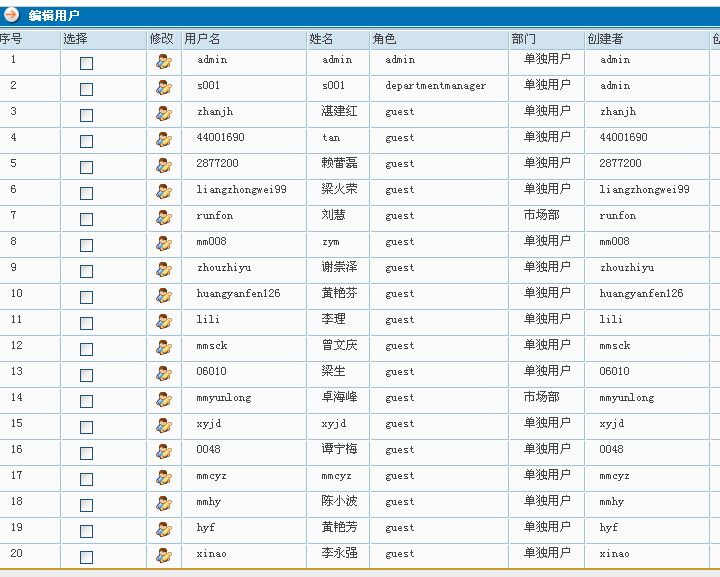 编辑用户
序号 选择 修改 用户名 姓名 角色 部门 创建者 创
1 admin admin admin 单独用户 admin
2 s001 s001 departmentmanager 单独用户 admin
3 zhanjh 湛建红 guest 单独用户 zhanjh
4 44001690 tan guest 单独用户 44001690
5 2877200 赖蕾磊 guest 单独用户 2877200
6 liangzhongwei99 梁火荣 guest 单独用户 liangzhongwei99
7 runfon 刘慧 guest 市场部 runfon
8 mm008 zym guest 单独用户 mm008
9 zhouzhiyu 谢崇泽 guest 单独用户 zhouzhiyu
10 huangyanfen126 黄艳芬 guest 单独用户 huangyanfen126
11 lili 李理 guest 单独用户 lili
12 mmsck 曾文庆 guest 单独用户 mmsck
13 06010 梁生 guest 单独用户 06010
14 mmyunlong 卓海峰 guest 市场部 mmyunlong
15 xyjd xyjd guest 单独用户 xyjd
16 0048 谭宁梅 guest 单独用户 0048
17 mmcyz mmcyz guest 单独用户 mmcyz
18 mmhy 陈小波 guest 单独用户 mmhy
19 hyf 黄艳芳 guest 单独用户 hyf
20 xinao 李永强 guest 单独用户 xinao